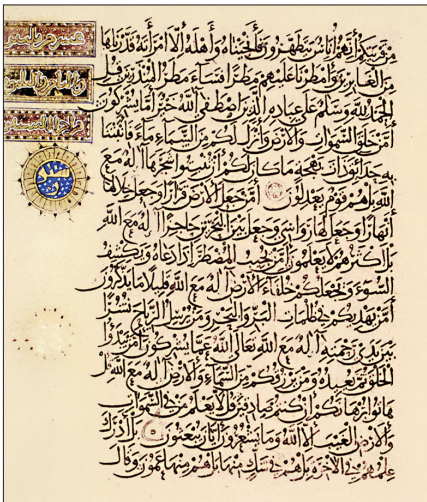 من قريتكم إنهم أناس يتطهرون فأنجيناه وأهله إلا امرأته قدرناها
من الغابرين وأمطرنا عليهم مطرا فساء مطر المنذرين قل
الحمد لله وسلم على عباده الذين اصطفى آلله خير أما يشركون
أمن خلق السموات والأرض وأنزل لكم من السماء ماء فأنبتنا
به حدائق ذات بهجة ما كان لكم أن تنبتوا شجرها أإله مع
الله بل هم قوم يعدلون أمن جعل الأرض قرارا وجعل خلالها
أنهارا وجعل لها رواسي وجعل بين البحرين حاجزا أإله مع الله
بل أكثرهم لا يعلمون أمن يجيب المضطر إذا دعاه ويكشف
السوء ويجعلكم خلفاء الأرض أإله مع الله قليلا ما يذكرون
أمن يهديكم في ظلمات البر والبحر ومن يرسل الرياح نشرا
بين يدي رحمته أإله مع الله تعالى الله عما يشركون أمن يبدؤا
الخلق ثم يعيده ومن يرزقكم من السماء والأرض أإله مع الله قل
هاتوا برهانكم إن كنتم صادقين قل لا يعلم من في السموات
والأرض الغيب إلا الله وما يشعرون أيان يبعثون بل أدرك
علمهم في الآخرة بل هم في شك منها بل هم منها عمون وقال